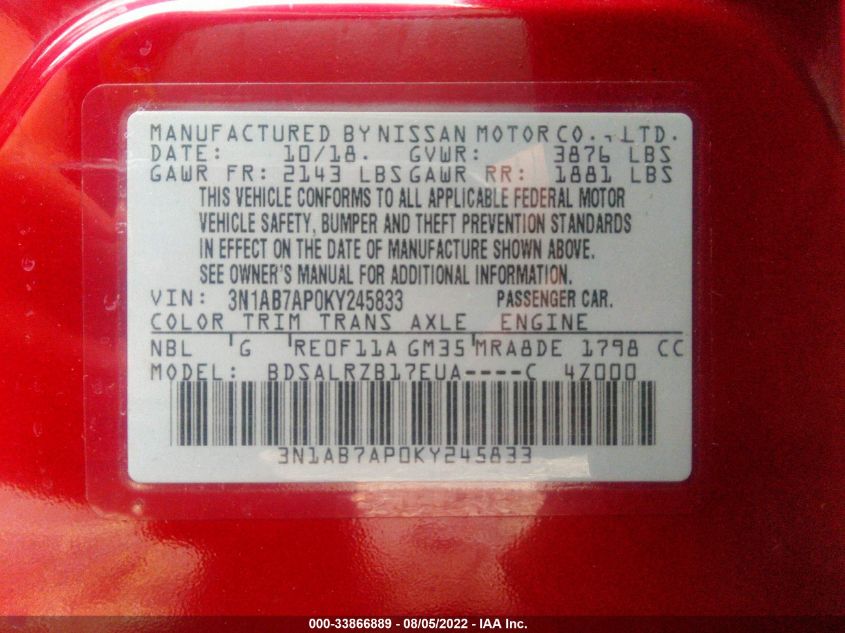 MANUFACTURED BY NISSAN MOTOR CO., LTD.
DATE: 10/18. GVWR: 3876 LBS
GAWR FR: 2143 LBS GAWR RR: 1881 LBS
THIS VEHICLE CONFORMS TO ALL APPLICABLE FEDERAL MOTOR
VEHICLE SAFETY, BUMPER AND THEFT PREVENTION STANDARDS
IN EFFECT ON THE DATE OF MANUFACTURE SHOWN ABOVE.
SEE OWNER'S MANUAL FOR ADDITIONAL INFORMATION.
VIN: 3N1AB7AP0KY245833 PASSENGER CAR.
COLOR TRIM TRANS AXLE ENGINE
NBL G RE0F11A GM35 MRA8DE 1798 CC
MODEL: BDSALRZB17EUA----C 4Z000
3N1AB7AP0KY245833
000-33866889 - 08/05/2022 - IAA Inc.